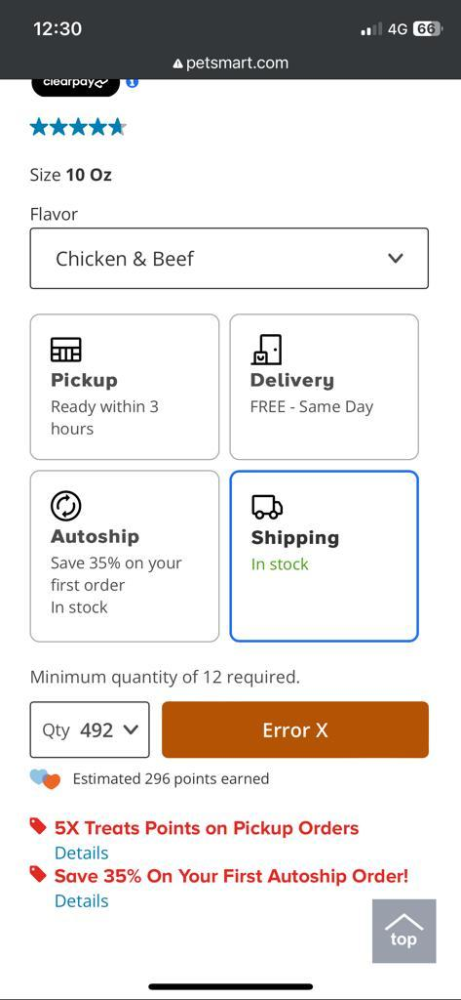 12:30
4G 66
petsmart.com
clearpay
Size 10 Oz
Flavor
Chicken & Beef
Pickup
Ready within 3
hours
Delivery
FREE - Same Day
Autoship
Save 35% on your
first order
In stock
Shipping
In stock
Minimum quantity of 12 required.
Qty 492
Error X
Estimated 296 points earned
5X Treats Points on Pickup Orders
Details
Save 35% On Your First Autoship Order!
Details
top